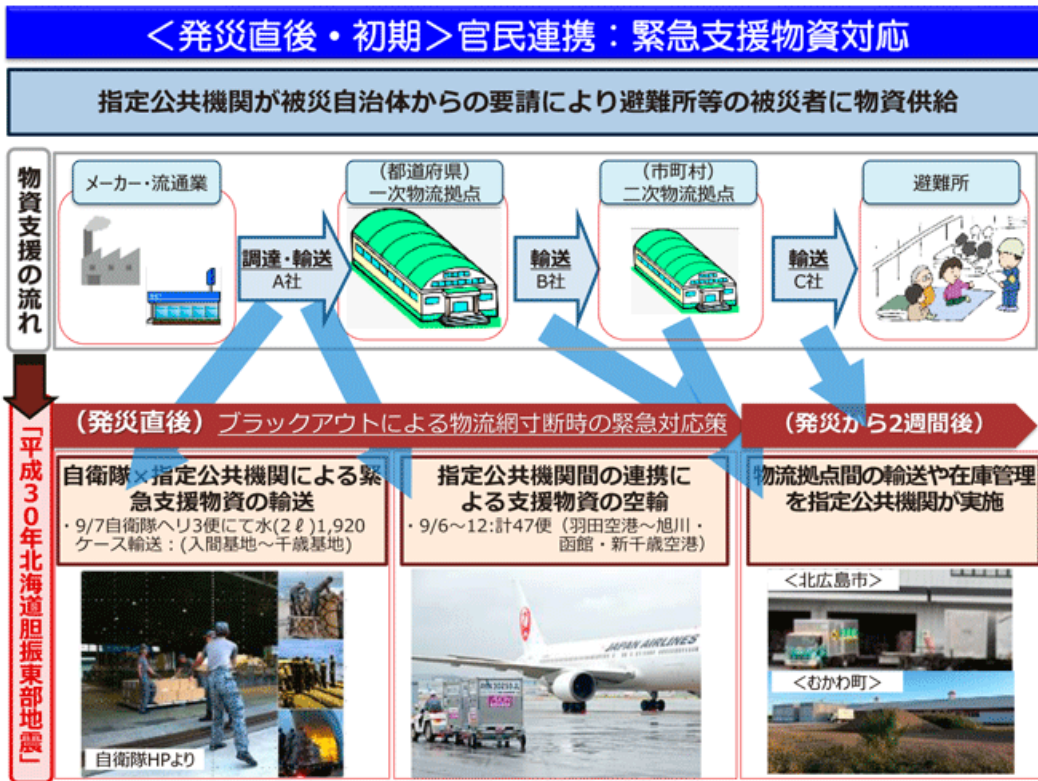 ＜発災直後・初期＞官民連携：緊急支援物資対応
指定公共機関が被災自治体からの要請により避難所等の被災者に物資供給
物資支援の流れ
メーカー・流通業
（都道府県）
一次物流拠点
（市町村）
二次物流拠点
避難所
調達・輸送
A社
輸送
B社
輸送
C社
「平成３０年北海道胆振東部地震」
（発災直後）ブラックアウトによる物流網寸断時の緊急対応策
（発災から2週間後）
自衛隊×指定公共機関による緊
急支援物資の輸送
・9/7自衛隊ヘリ3便にて水(2ℓ)1,920
ケース輸送：(入間基地～千歳基地)
指定公共機関間の連携に
よる支援物資の空輸
・9/6～12:計47便（羽田空港～旭川・
函館・新千歳空港）
物流拠点間の輸送や在庫管理
を指定公共機関が実施
自衛隊HPより
JAPAN AIRLINES
＜北広島市＞
＜むかわ町＞